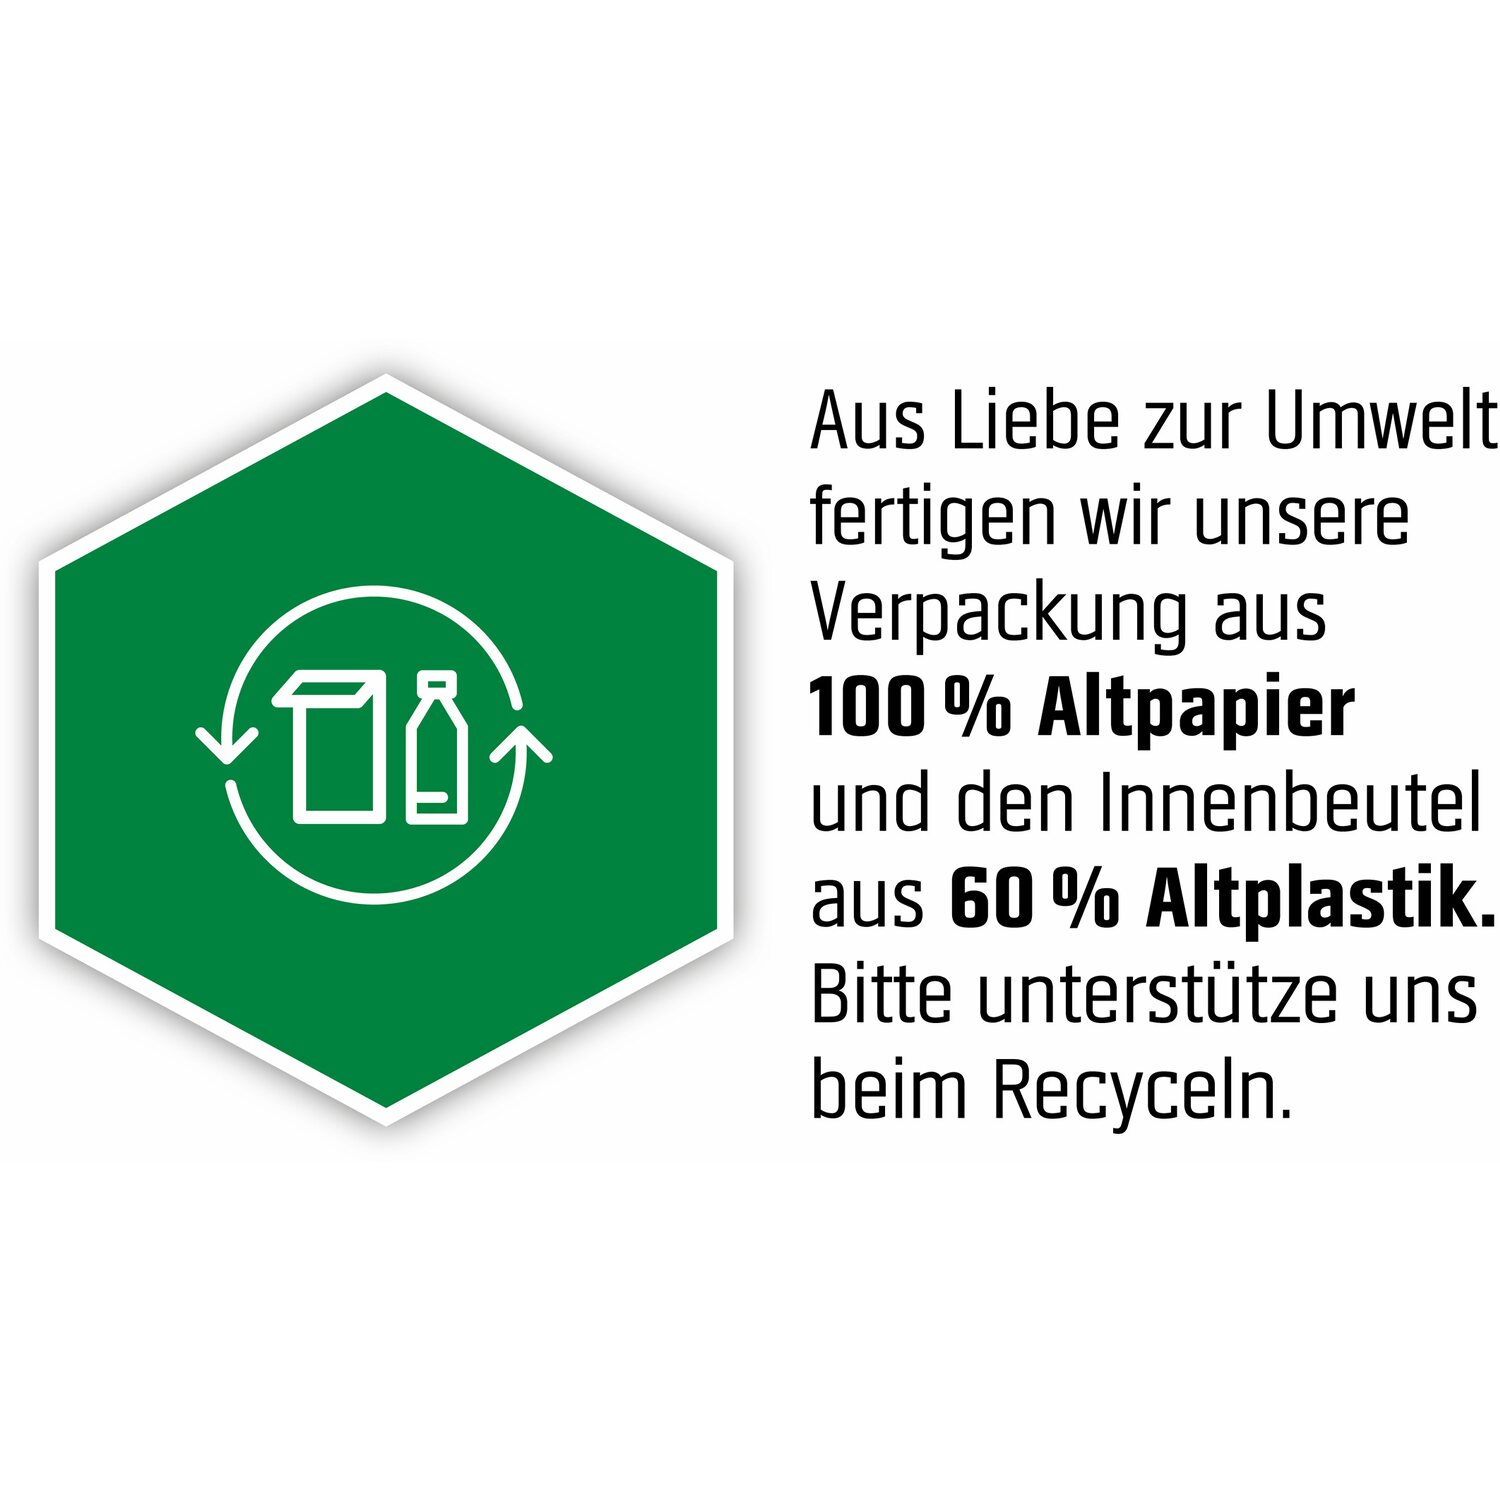 Aus Liebe zur Umwelt
fertigen wir unsere
Verpackung aus
100 % Altpapier
und den Innenbeutel
aus 60 % Altplastik.
Bitte unterstütze uns
beim Recyceln.